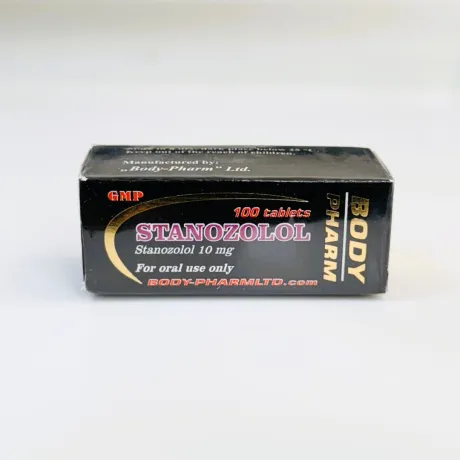 Keep out of the reach of children.
Manufactured by:
„Body-Pharm” Ltd.
GMP
100 tablets
STANOZOLOL
Stanozolol 10 mg
For oral use only
BODY-PHARMLTD.com
BODY
PHARM